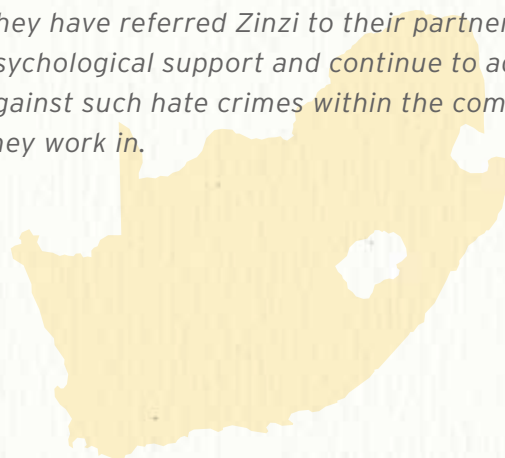 hey have referred Zinzi to their partner
sychological support and continue to ac
gainst such hate crimes within the com
hey work in.